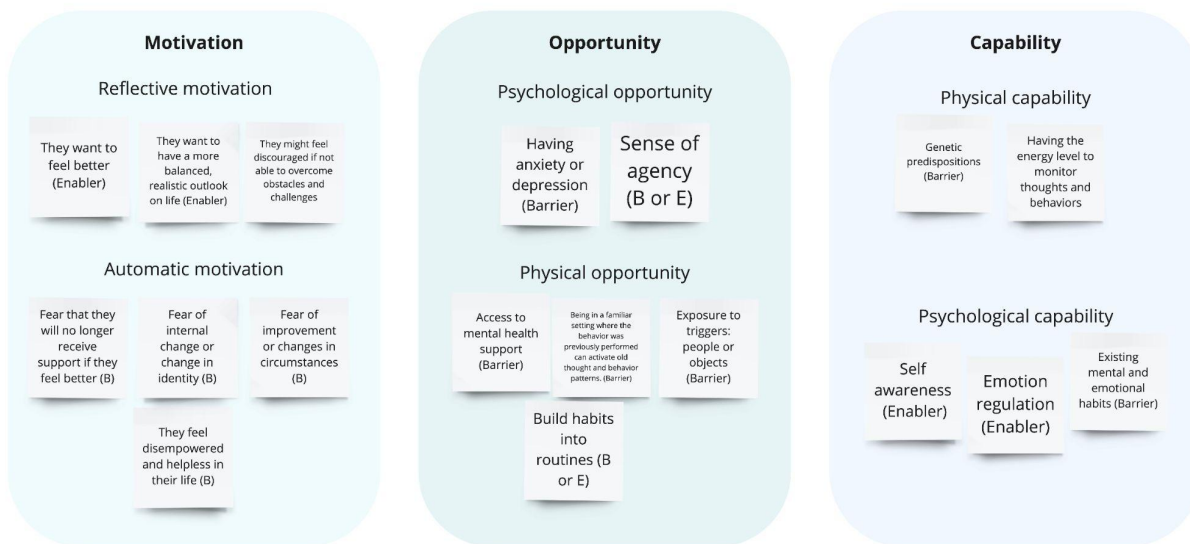 Motivation
Reflective motivation
They want to
feel better
(Enabler)
They want to
have a more
balanced,
realistic outlook
on life (Enabler)
They might feel
discouraged if not
able to overcome
obstacles and
challenges
Automatic motivation
Fear that they
will no longer
receive
support if they
feel better (B)
Fear of
internal
change or
change in
identity (B)
Fear of
improvement
or changes in
circumstances
(B)
They feel
disempowered
and helpless in
their life (B)
Opportunity
Psychological opportunity
Having
anxiety or
depression
(Barrier)
Sense of
agency
(B or E)
Physical opportunity
Access to
mental health
support
(Barrier)
Being in a familiar
setting where the
behavior was
previously performed
can activate old
thought and behavior
patterns. (Barrier)
Exposure to
triggers:
people or
objects
(Barrier)
Build habits
into
routines (B
or E)
Capability
Physical capability
Genetic
predispositions
(Barrier)
Having the
energy level to
monitor
thoughts and
behaviors
Psychological capability
Self
awareness
(Enabler)
Emotion
regulation
(Enabler)
Existing
mental and
emotional
habits (Barrier)